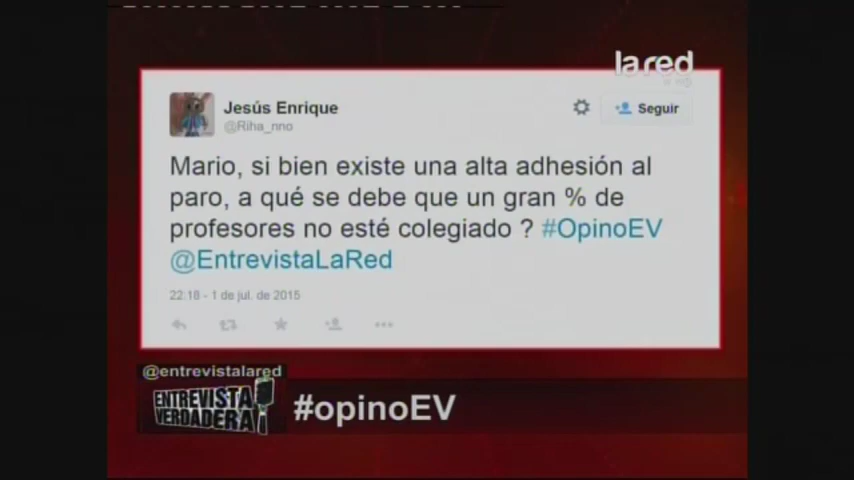 la red
Jesús Enrique
@Riha_nno
Seguir
Mario, si bien existe una alta adhesión al
paro, a qué se debe que un gran % de
profesores no esté colegiado ? #OpinoEV
@EntrevistaLaRed
22:18 - 1 de jul. de 2015
@entrevistalared
ENTREVISTA
VERDADERA
#opinoEV